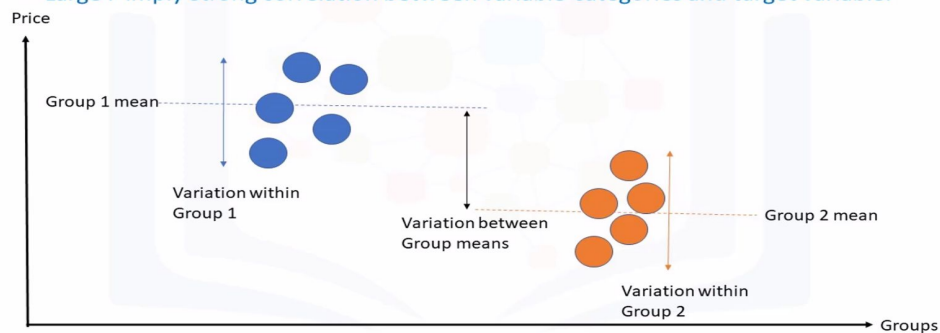 Price
Group 1 mean
Variation within
Group 1
Variation between
Group means
Group 2 mean
Variation within
Group 2
Groups